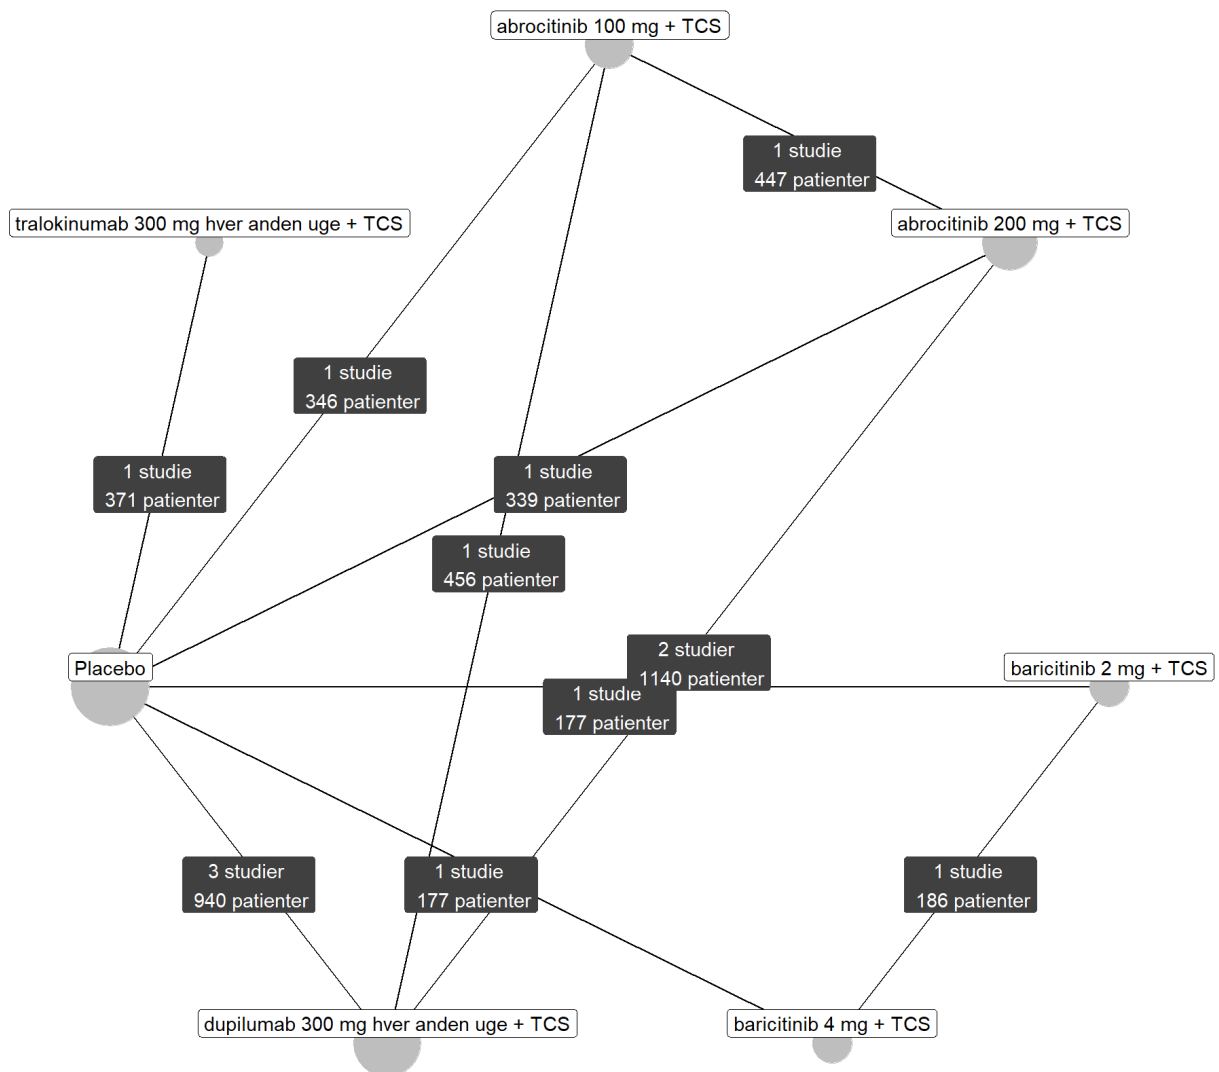 abrocitinib 100 mg + TCS
1 studie
447 patienter
tralokinumab 300 mg hver anden uge + TCS
abrocitinib 200 mg + TCS
1 studie
346 patienter
1 studie
371 patienter
1 studie
339 patienter
1 studie
456 patienter
2 studier
1140 patienter
Placebo
baricitinib 2 mg + TCS
1 studie
177 patienter
3 studier
940 patienter
1 studie
177 patienter
1 studie
186 patienter
dupilumab 300 mg hver anden uge + TCS
baricitinib 4 mg + TCS